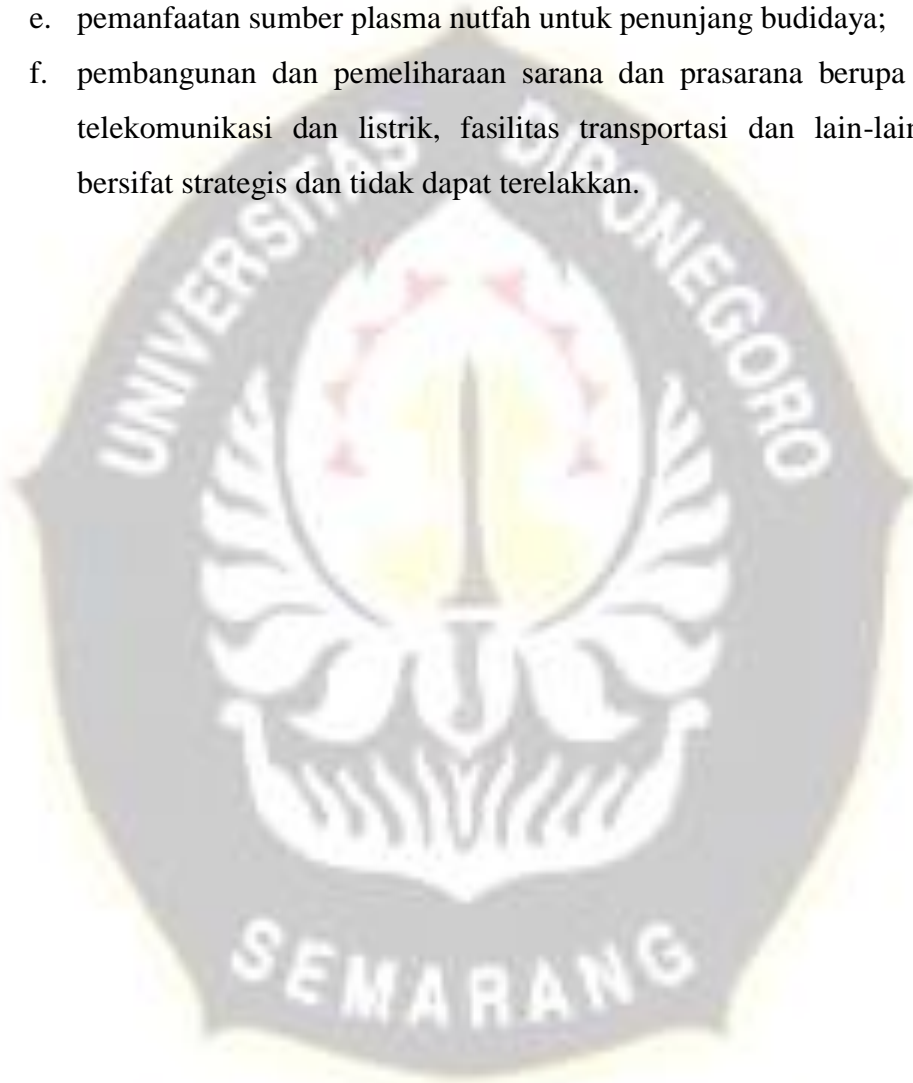 e. pemanfaatan sumber plasma nutfah untuk penunjang budidaya;
f. pembangunan dan pemeliharaan sarana dan prasarana berupa
telekomunikasi dan listrik, fasilitas transportasi dan lain-lain
bersifat strategis dan tidak dapat terelakkan.
UNIVERSITAS DIPONEGORO
SEMARANG